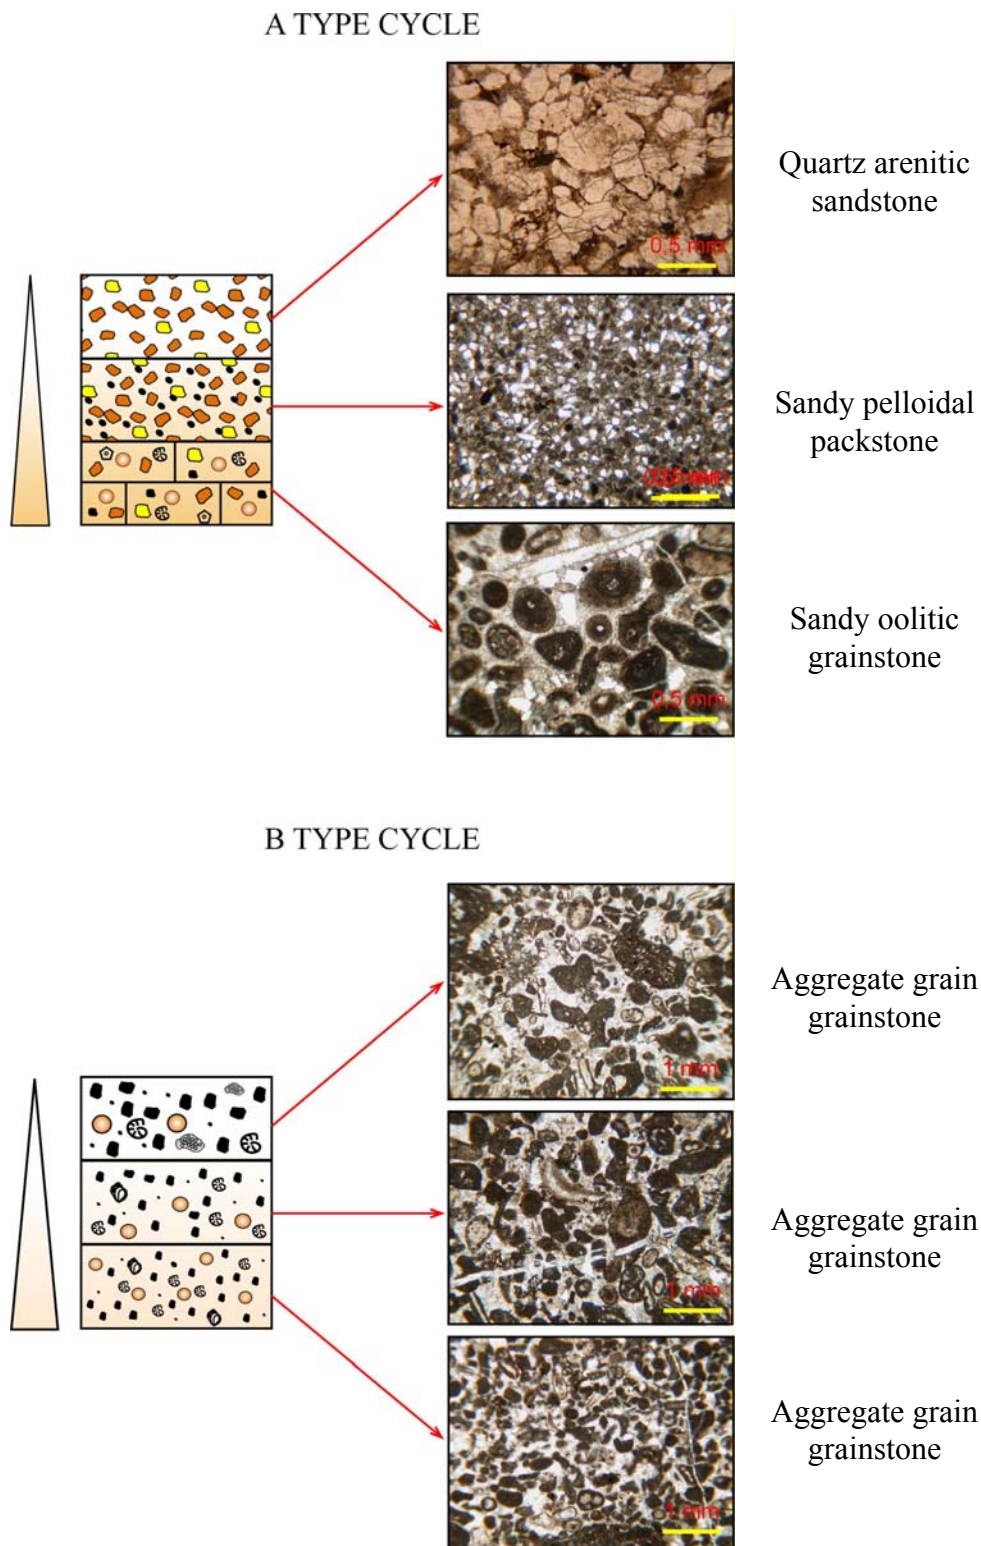 A TYPE CYCLE
0.5 mm
Quartz arenitic
sandstone
Sandy pelloidal
packstone
0.5 mm
Sandy oolitic
grainstone
B TYPE CYCLE
1 mm
Aggregate grain
grainstone
1 mm
Aggregate grain
grainstone
1 mm
Aggregate grain
grainstone